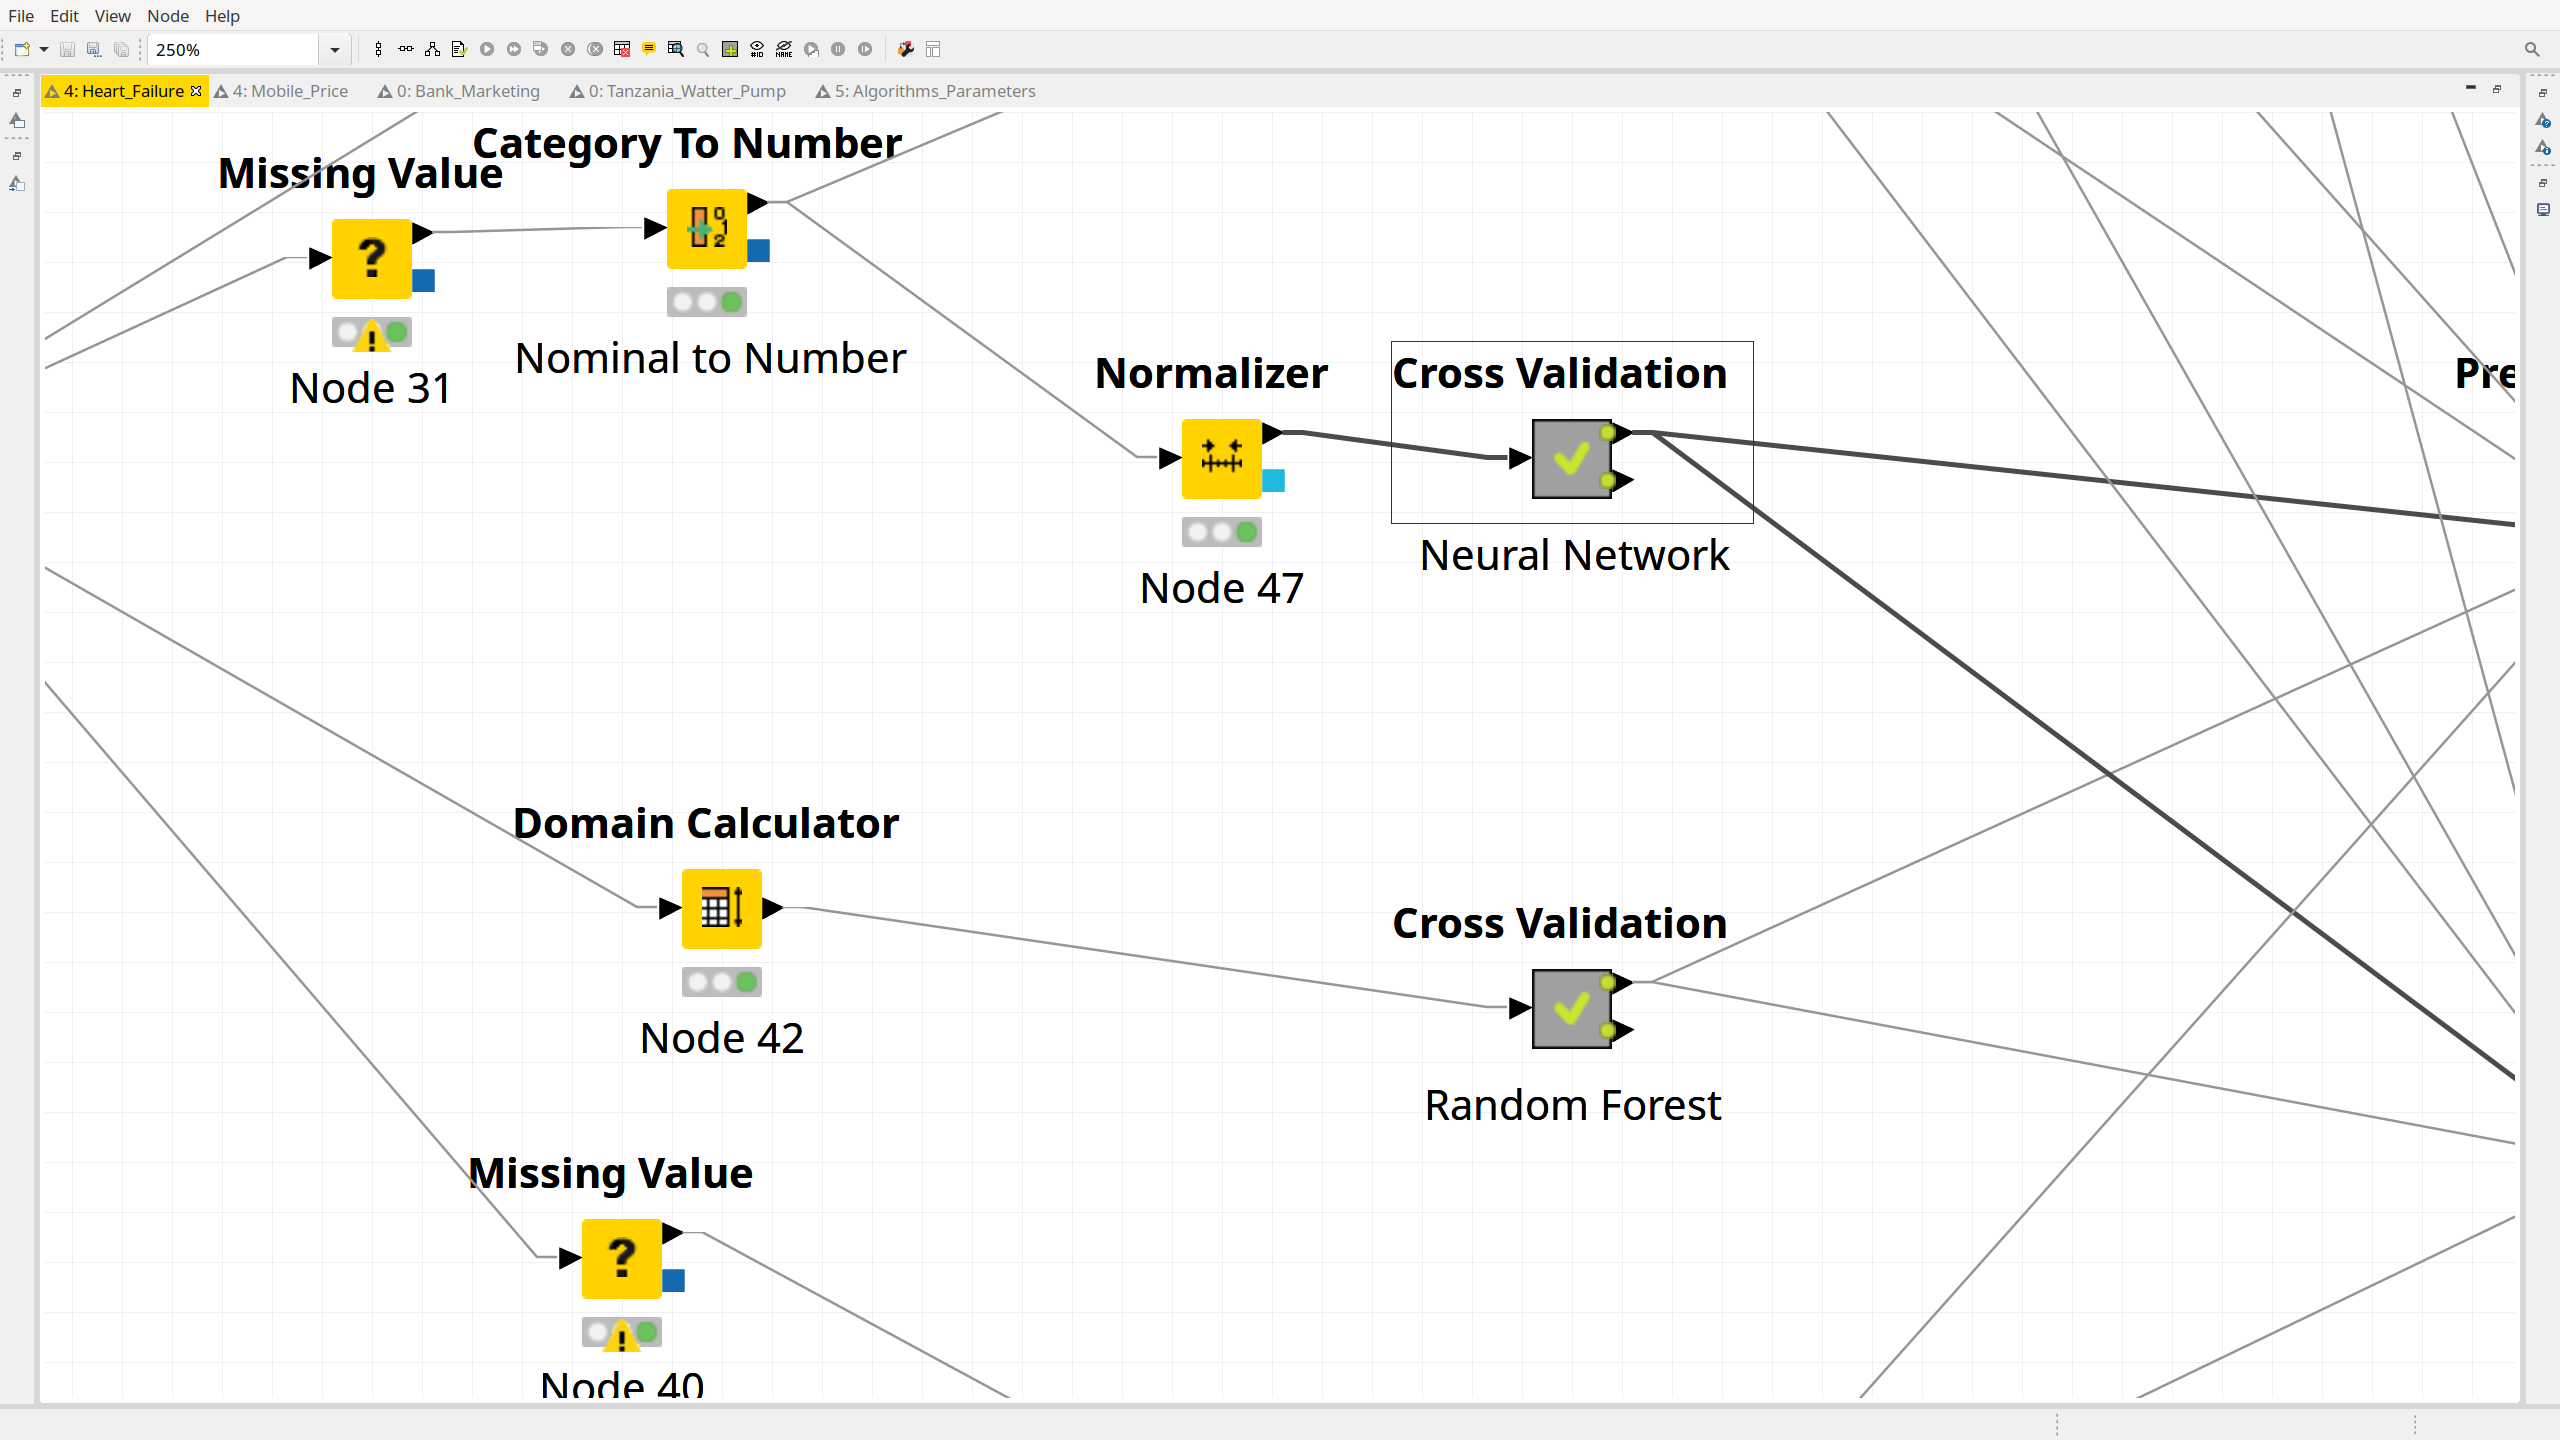 File Edit View Node Help
250%
4: Heart_Failure 4: Mobile_Price 0: Bank_Marketing 0: Tanzania_Watter_Pump 5: Algorithms_Parameters
Category To Number
Missing Value
Nominal to Number
Node 31
Normalizer
Cross Validation
Pre
Neural Network
Node 47
Domain Calculator
Cross Validation
Node 42
Random Forest
Missing Value
Node 40